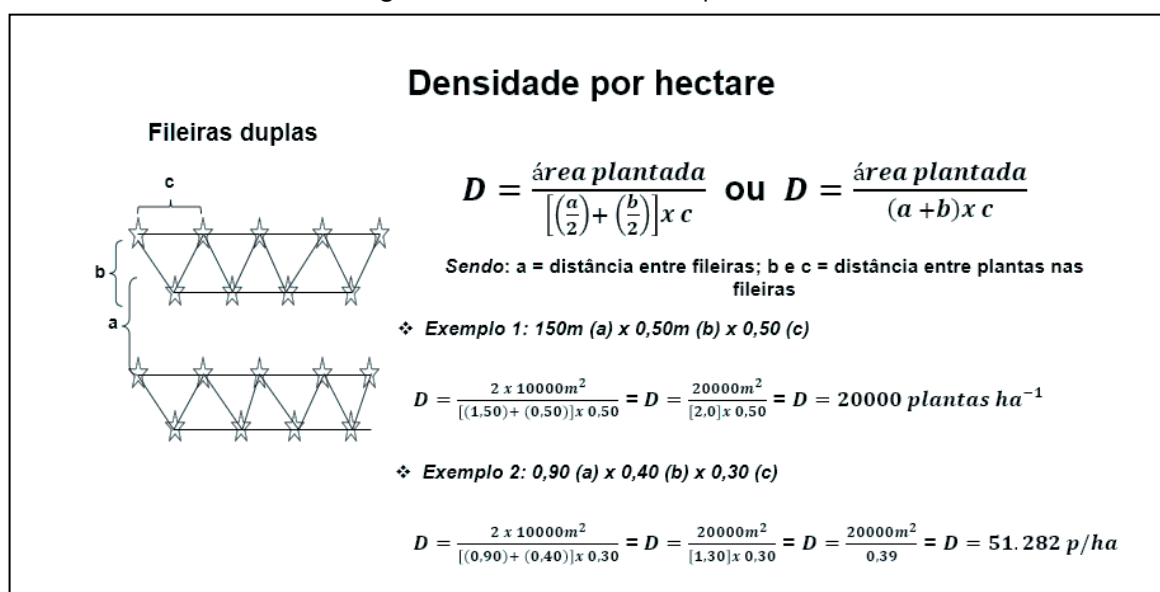 Densidade por hectare
Fileiras duplas
c
b
a
D = área plantada / [(a/2) + (b/2)] x c ou D = área plantada / (a + b) x c
Sendo: a = distância entre fileiras; b e c = distância entre plantas nas
fileiras
❖ Exemplo 1: 150m (a) x 0,50m (b) x 0,50 (c)
D = 2 x 10000m² / [(1,50)+ (0,50)]x 0,50 = D = 20000m² / [2,0]x 0,50 = D = 20000 plantas ha⁻¹
❖ Exemplo 2: 0,90 (a) x 0,40 (b) x 0,30 (c)
D = 2 x 10000m² / [(0,90)+ (0,40)]x 0,30 = D = 20000m² / [1,30]x 0,30 = D = 20000m² / 0,39 = D = 51.282 p/ha